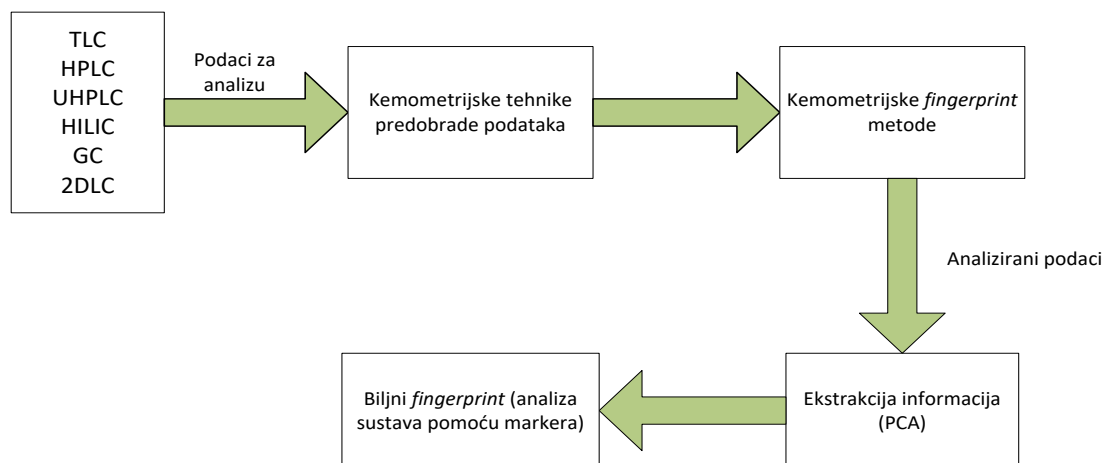 TLC
HPLC
UHPLC
HILIC
GC
2DLC
Podaci za
analizu
Kemometrijske tehnike
predobrade podataka
Kemometrijske fingerprint
metode
Analizirani podaci
Ekstrakcija informacija
(PCA)
Biljni fingerprint (analiza
sustava pomoću markera)